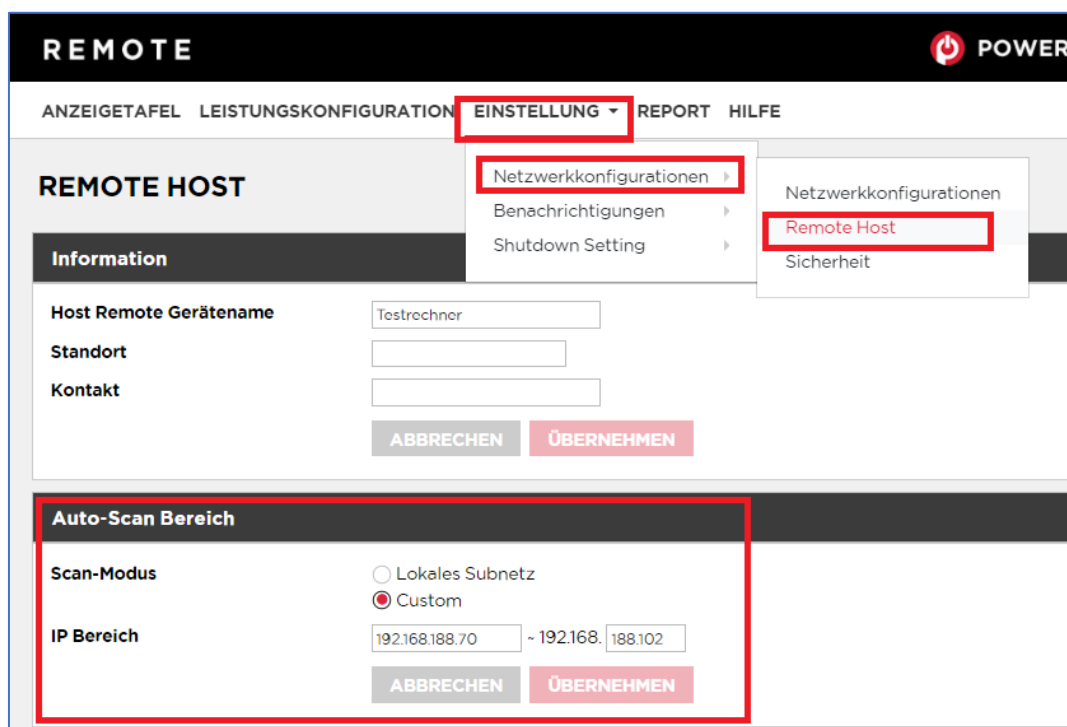 REMOTE POWER
ANZEIGETAFEL LEISTUNGSKONFIGURATION EINSTELLUNG REPORT HILFE
REMOTE HOST
Netzwerkkonfigurationen
Benachrichtigungen
Shutdown Setting
Netzwerkkonfigurationen
Remote Host
Sicherheit
Information
Host Remote Gerätename Testrechner
Standort
Kontakt
ABBRECHEN ÜBERNEHMEN
Auto-Scan Bereich
Scan-Modus Lokales Subnetz
Custom
IP Bereich 192.168.188.70 ~ 192.168. 188.102
ABBRECHEN ÜBERNEHMEN